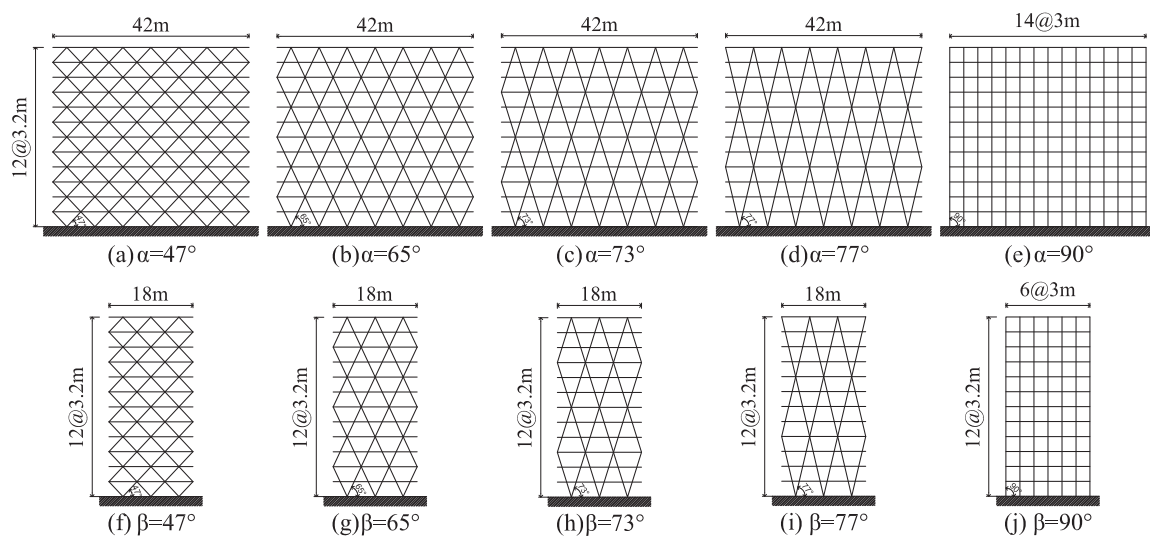 42m 42m 42m 42m 14@3m
12@3.2m
47° 65° 73° 77° 90°
(a) α=47° (b) α=65° (c) α=73° (d) α=77° (e) α=90°
18m 18m 18m 18m 6@3m
12@3.2m 12@3.2m 12@3.2m 12@3.2m 12@3.2m
47° 65° 73° 77° 90°
(f) β=47° (g) β=65° (h) β=73° (i) β=77° (j) β=90°